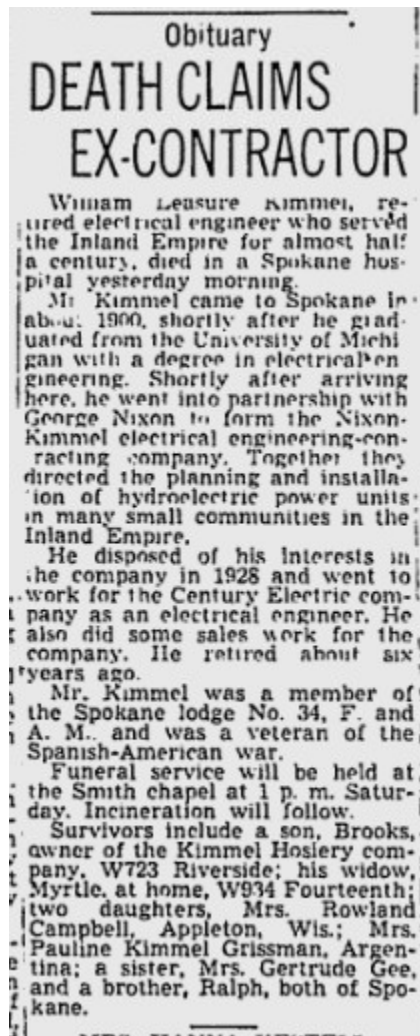 Obituary
DEATH CLAIMS
EX-CONTRACTOR
William Leasure Kimmel, re-
tired electrical engineer who served
the Inland Empire for almost half
a century, died in a Spokane hos-
pital yesterday morning.
Mr. Kimmel came to Spokane in
about 1900, shortly after he grad-
uated from the University of Michi
gan with a degree in electrical en
gineering. Shortly after arriving
here, he went into partnership with
George Nixon to form the Nixon-
Kimmel electrical engineering-con-
tracting company. Together they
directed the planning and installa-
tion of hydroelectric power units
in many small communities in the
Inland Empire.
He disposed of his interests in
the company in 1928 and went to
work for the Century Electric com-
pany as an electrical engineer. He
also did some sales work for the
company. He retired about six
years ago.
Mr. Kimmel was a member of
the Spokane lodge No. 34, F. and
A. M., and was a veteran of the
Spanish-American war.
Funeral service will be held at
the Smith chapel at 1 p. m. Satur-
day. Incineration will follow.
Survivors include a son, Brooks,
owner of the Kimmel Hosiery com-
pany, W723 Riverside; his widow,
Myrtle, at home, W934 Fourteenth;
two daughters, Mrs. Rowland
Campbell, Appleton, Wis.; Mrs.
Pauline Kimmel Grissman, Argen-
tina; a sister, Mrs. Gertrude Gee,
and a brother, Ralph, both of Spo-
kane.